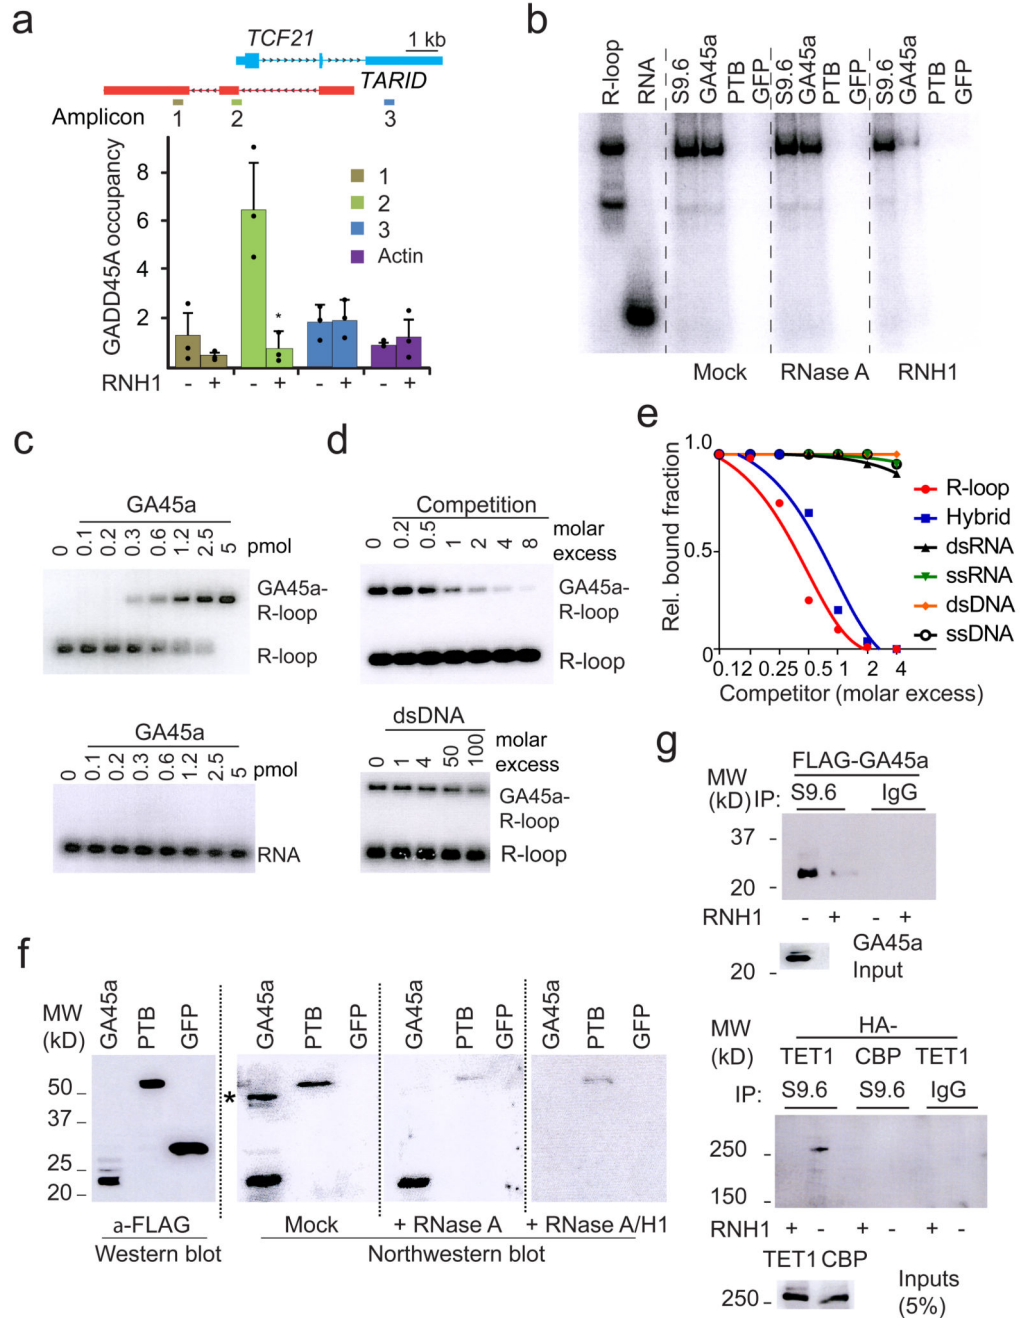 a
TCF21
1 kb
TARID
Amplicon 1 2 3
GADD45A occupancy
8
6
4
2
1
2
3
Actin
*
RNH1 - + - + - + - +
b
R-loop RNA S9.6 GA45a PTB GFP S9.6 GA45a PTB GFP S9.6 GA45a PTB GFP
Mock RNase A RNH1
c
GA45a
0 0.1 0.2 0.3 0.6 1.2 2.5 5 pmol
GA45a-
R-loop
R-loop
GA45a
0 0.1 0.2 0.3 0.6 1.2 2.5 5 pmol
RNA
d
Competition
0 0.2 0.5 1 2 4 8 molar
excess
GA45a-
R-loop
R-loop
dsDNA
0 1 4 50 100 molar
excess
GA45a-
R-loop
R-loop
e
Rel. bound fraction
1.0
0.5
0
0.12 0.25 0.5 1 2 4
Competitor (molar excess)
R-loop
Hybrid
dsRNA
ssRNA
dsDNA
ssDNA
f
MW
(kD)
GA45a PTB GFP GA45a PTB GFP GA45a PTB GFP GA45a PTB GFP
50
*
37
25
20
a-FLAG Mock + RNase A + RNase A/H1
Western blot Northwestern blot
g
FLAG-GA45a
MW
(kD) IP: S9.6 IgG
37 -
20 -
RNH1 - + - +
GA45a
Input
20 -
MW
(kD)
HA-
TET1 CBP TET1
IP: S9.6 S9.6 IgG
250 -
150 -
RNH1 + - + - + -
TET1 CBP
250 -
Inputs
(5%)